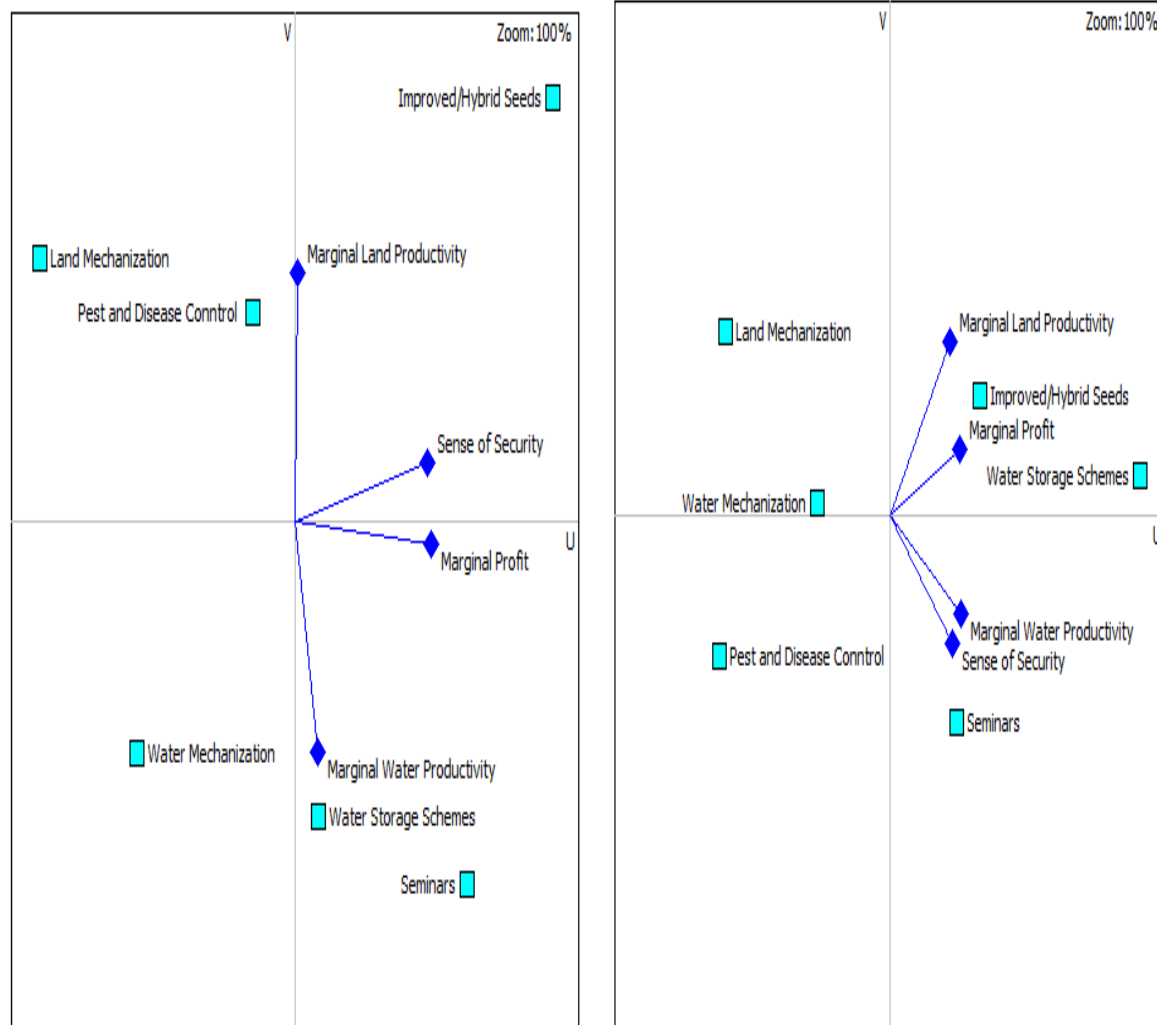 V
Zoom:100%
Improved/Hybrid Seeds
Land Mechanization
Marginal Land Productivity
Pest and Disease Conntrol
Sense of Security
U
Marginal Profit
Water Mechanization
Marginal Water Productivity
Water Storage Schemes
Seminars
V
Zoom:100%
Marginal Land Productivity
Land Mechanization
Improved/Hybrid Seeds
Marginal Profit
Water Storage Schemes
Water Mechanization
U
Marginal Water Productivity
Pest and Disease Conntrol
Sense of Security
Seminars